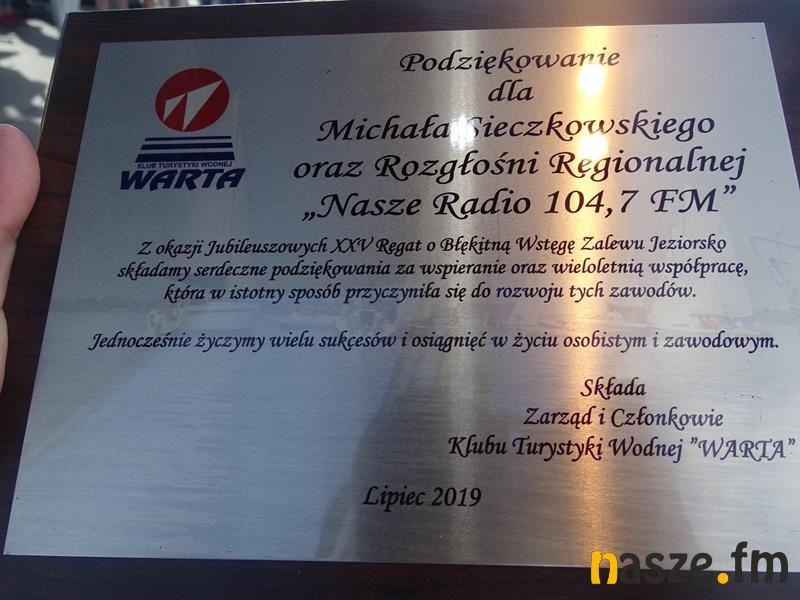 Podziękowanie
dla
Michała Sieczkowskiego
oraz Rozgłośni Regionalnej
„Nasze Radio 104,7 FM”
KLUB TURYSTYKI WODNEJ
WARTA
Z okazji Jubileuszowych XXV Regat o Błękitną Wstęgę Zalewu Jeziorsko
składamy serdeczne podziękowania za wspieranie oraz wieloletnią współpracę,
która w istotny sposób przyczyniła się do rozwoju tych zawodów.
Jednocześnie życzymy wielu sukcesów i osiągnięć w życiu osobistym i zawodowym.
Składa
Zarząd i Członkowie
Klubu Turystyki Wodnej ”WARTA”
Lipiec 2019
nasze.fm